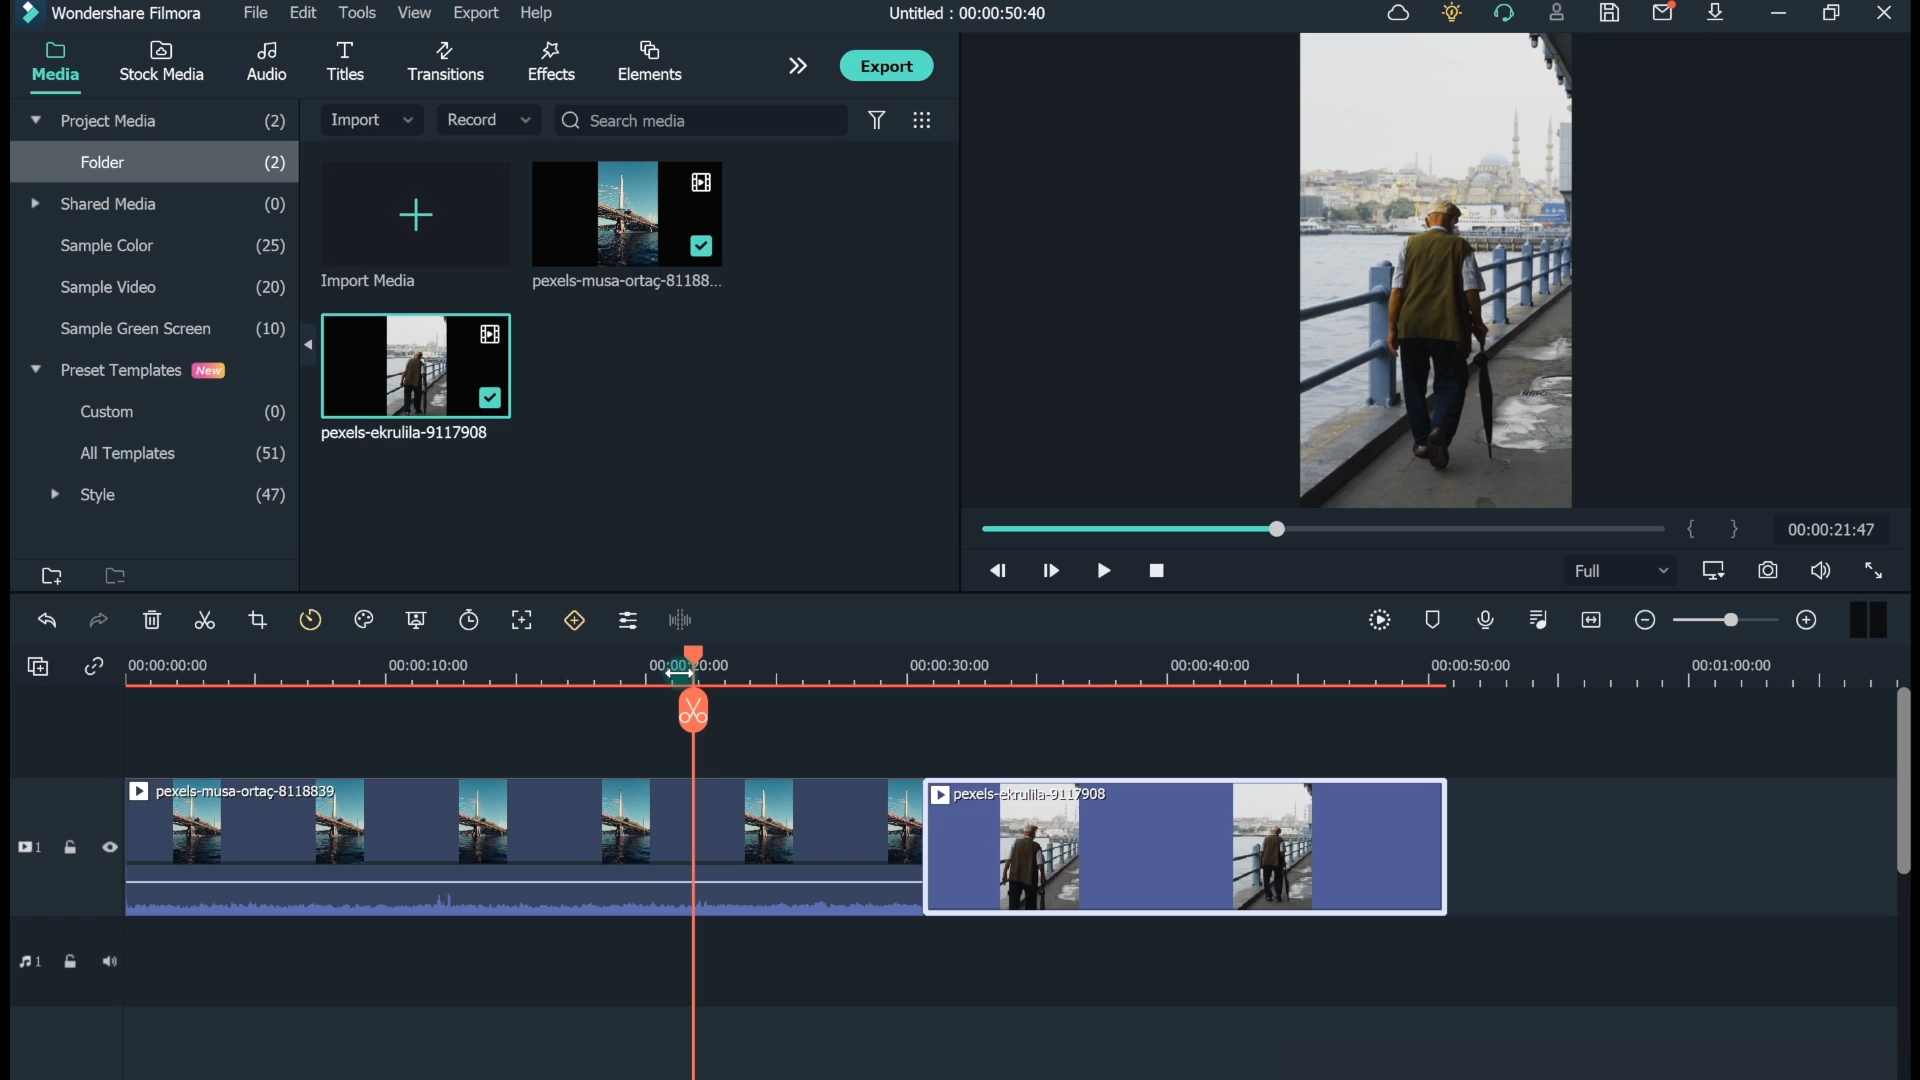 Wondershare Filmora File Edit Tools View Export Help Untitled : 00:00:50:40
Media Stock Media Audio Titles Transitions Effects Elements Export
Project Media (2)
Folder (2)
Shared Media (0)
Sample Color (25)
Sample Video (20)
Sample Green Screen (10)
Preset Templates New
Custom (0)
All Templates (51)
Style (47)
Import Record Search media
Import Media pexels-musa-ortaç-81188...
pexels-ekrulila-9117908
{ } 00:00:21:47
Full
00:00:00:00 00:00:10:00 00:00:20:00 00:00:30:00 00:00:40:00 00:00:50:00 00:01:00:00
pexels-musa-ortaç-8118839 pexels-ekrulila-9117908
1
1